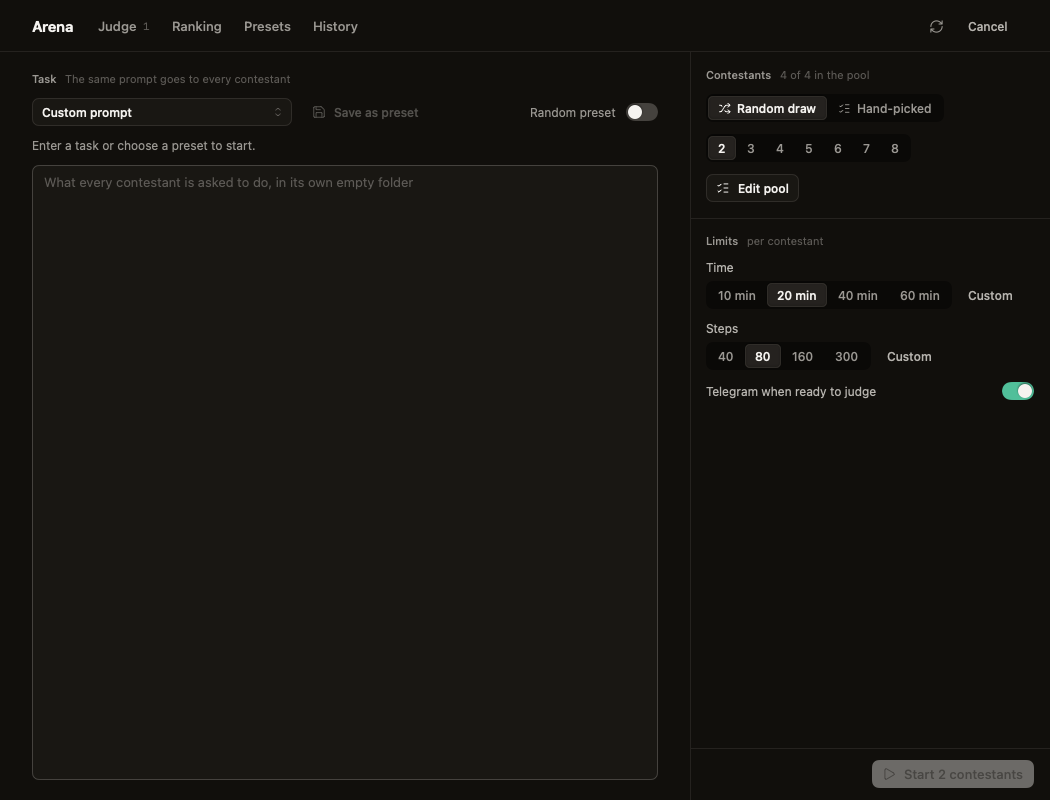 Arena Judge 1 Ranking Presets History Cancel
Task The same prompt goes to every contestant
Custom prompt Save as preset Random preset
Enter a task or choose a preset to start.
What every contestant is asked to do, in its own empty folder
Contestants 4 of 4 in the pool
Random draw Hand-picked
2 3 4 5 6 7 8
Edit pool
Limits per contestant
Time
10 min 20 min 40 min 60 min Custom
Steps
40 80 160 300 Custom
Telegram when ready to judge
Start 2 contestants